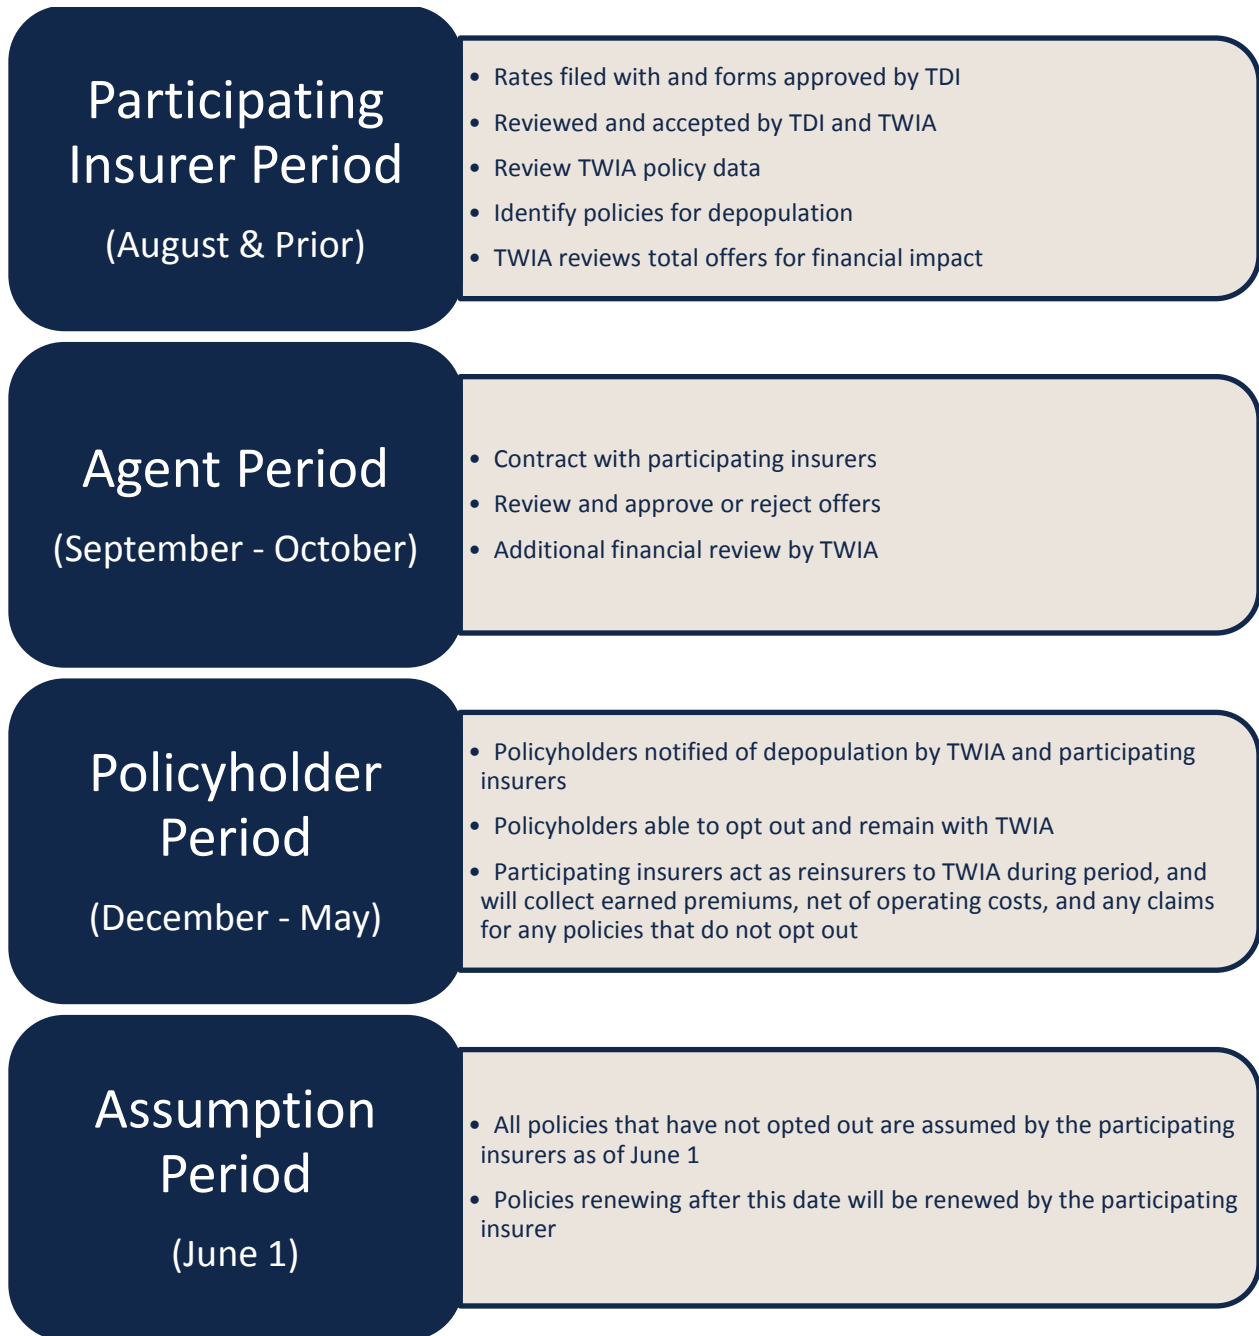 Participating
Insurer Period
(August & Prior)
• Rates filed with and forms approved by TDI
• Reviewed and accepted by TDI and TWIA
• Review TWIA policy data
• Identify policies for depopulation
• TWIA reviews total offers for financial impact
Agent Period
(September - October)
• Contract with participating insurers
• Review and approve or reject offers
• Additional financial review by TWIA
Policyholder
Period
(December - May)
• Policyholders notified of depopulation by TWIA and participating
insurers
• Policyholders able to opt out and remain with TWIA
• Participating insurers act as reinsurers to TWIA during period, and
will collect earned premiums, net of operating costs, and any claims
for any policies that do not opt out
Assumption
Period
(June 1)
• All policies that have not opted out are assumed by the participating
insurers as of June 1
• Policies renewing after this date will be renewed by the participating
insurer